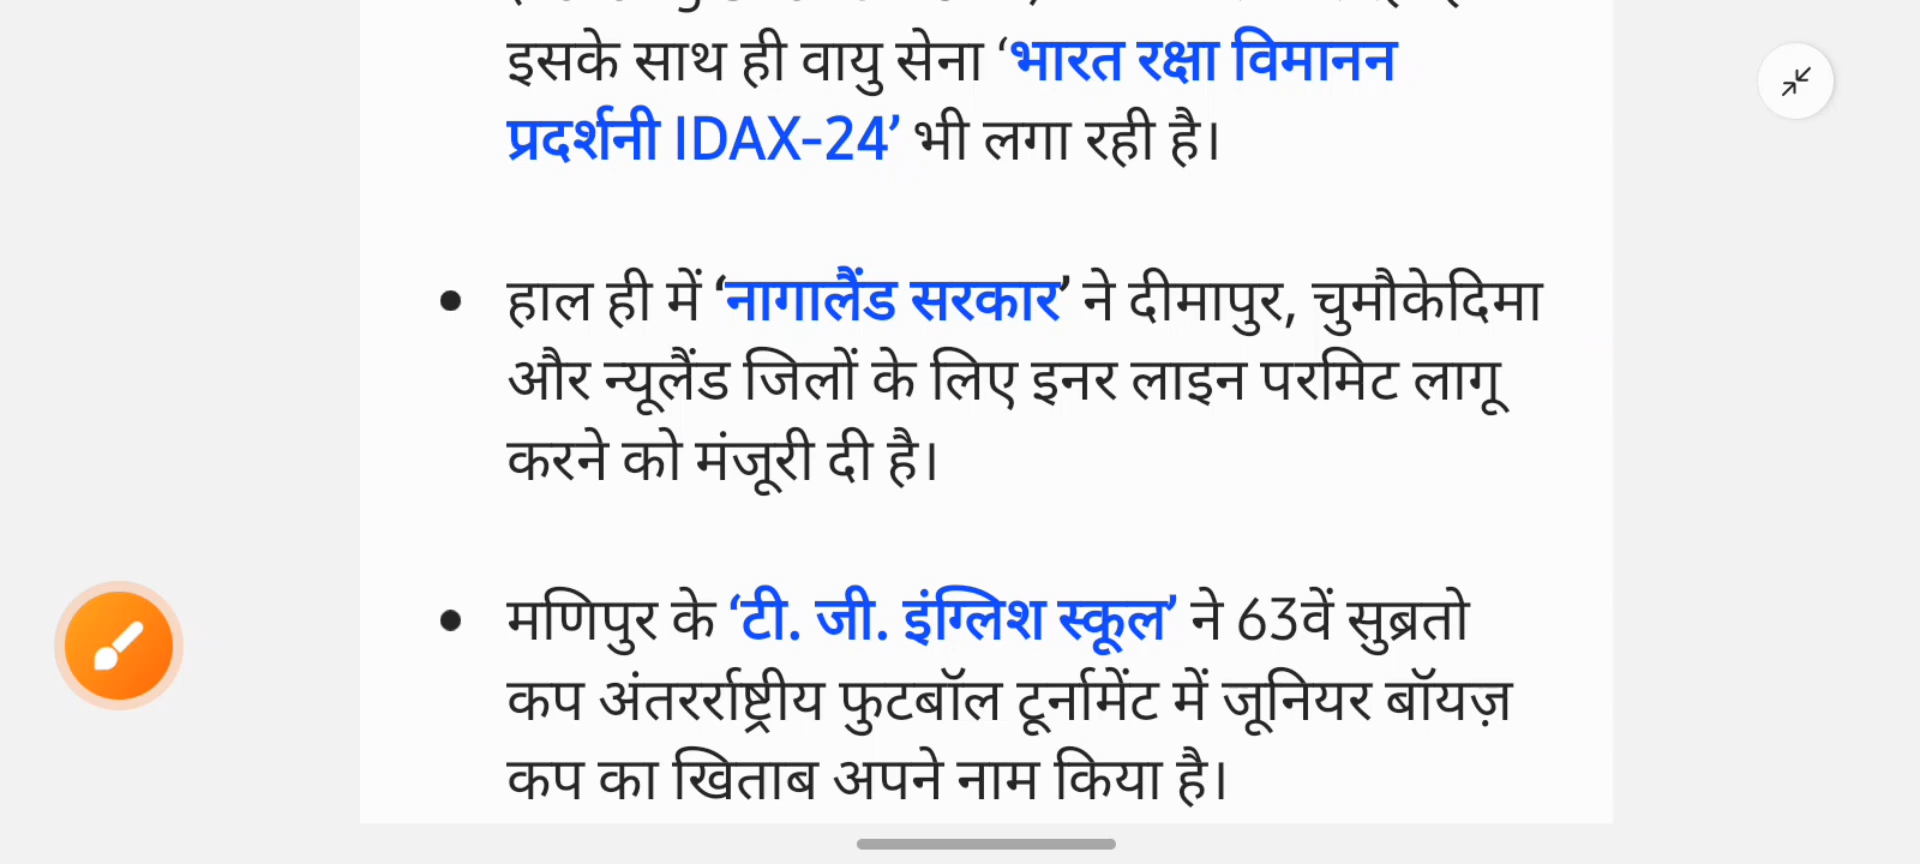 इसके साथ ही वायु सेना ‘भारत रक्षा विमानन
प्रदर्शनी IDAX-24’ भी लगा रही है।
• हाल ही में ‘नागालैंड सरकार’ ने दीमापुर, चुमौकेदिमा
और न्यूलैंड जिलों के लिए इनर लाइन परमिट लागू
करने को मंजूरी दी है।
• मणिपुर के ‘टी. जी. इंग्लिश स्कूल’ ने 63वें सुब्रतो
कप अंतरर्राष्ट्रीय फुटबॉल टूर्नामेंट में जूनियर बॉयज़
कप का खिताब अपने नाम किया है।